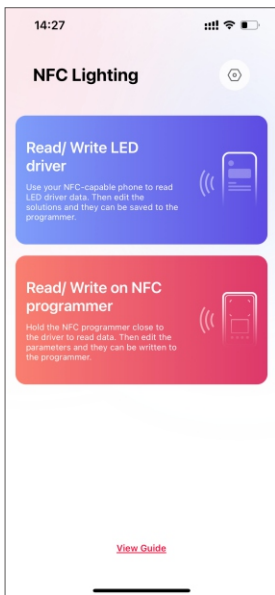 14:27
NFC Lighting
Read/ Write LED
driver
Use your NFC-capable phone to read
LED driver data. Then edit the
solutions and they can be saved to the
programmer.
Read/ Write on NFC
programmer
Hold the NFC programmer close to
the driver to read data. Then edit the
parameters and they can be written to
the programmer.
View Guide